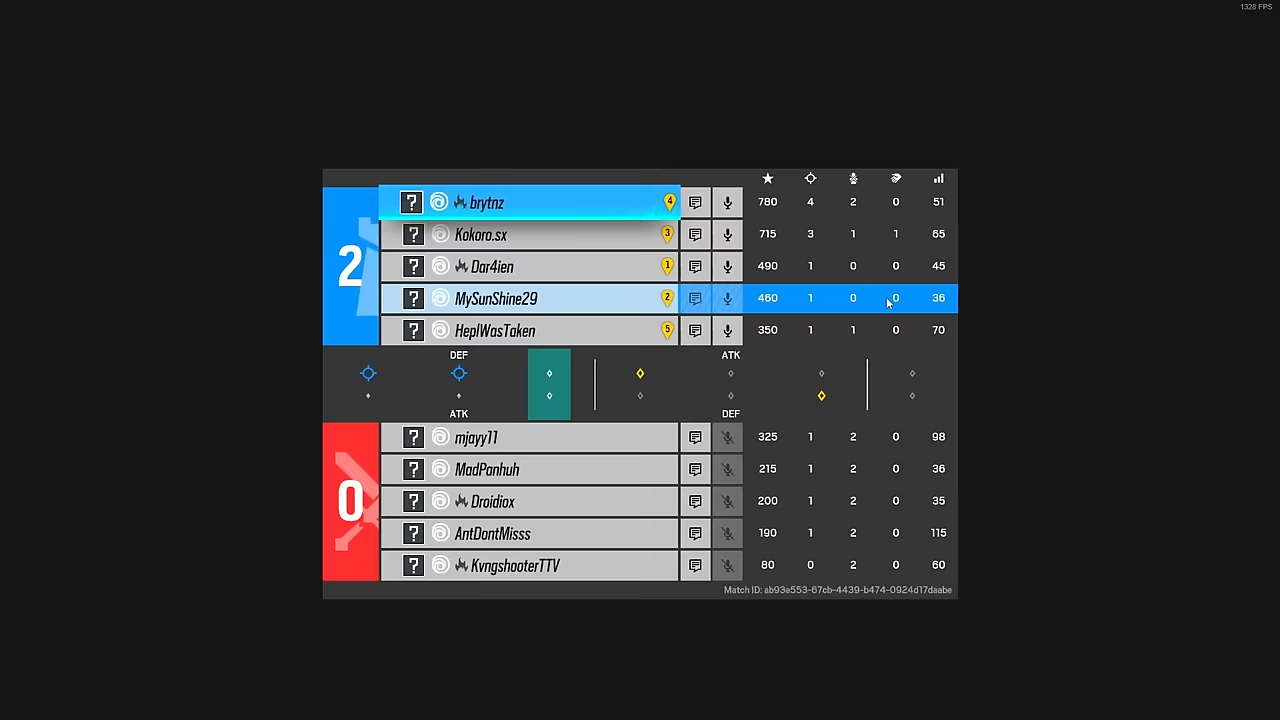 1328 FPS
2
? brytnz 4 780 4 2 0 51
? Kokoro.sx 3 715 3 1 1 65
? Dar4ien 1 490 1 0 0 45
? MySunShine29 2 460 1 0 0 36
? HeplWasTaken 5 350 1 1 0 70
DEF ATK
ATK DEF
0
? mjayy11 325 1 2 0 98
? MadPanhuh 215 1 2 0 36
? Droidiox 200 1 2 0 35
? AntDontMisss 190 1 2 0 115
? KvngshooterTTV 80 0 2 0 60
Match ID: ab93e553-67cb-4439-b474-0924d17daabe